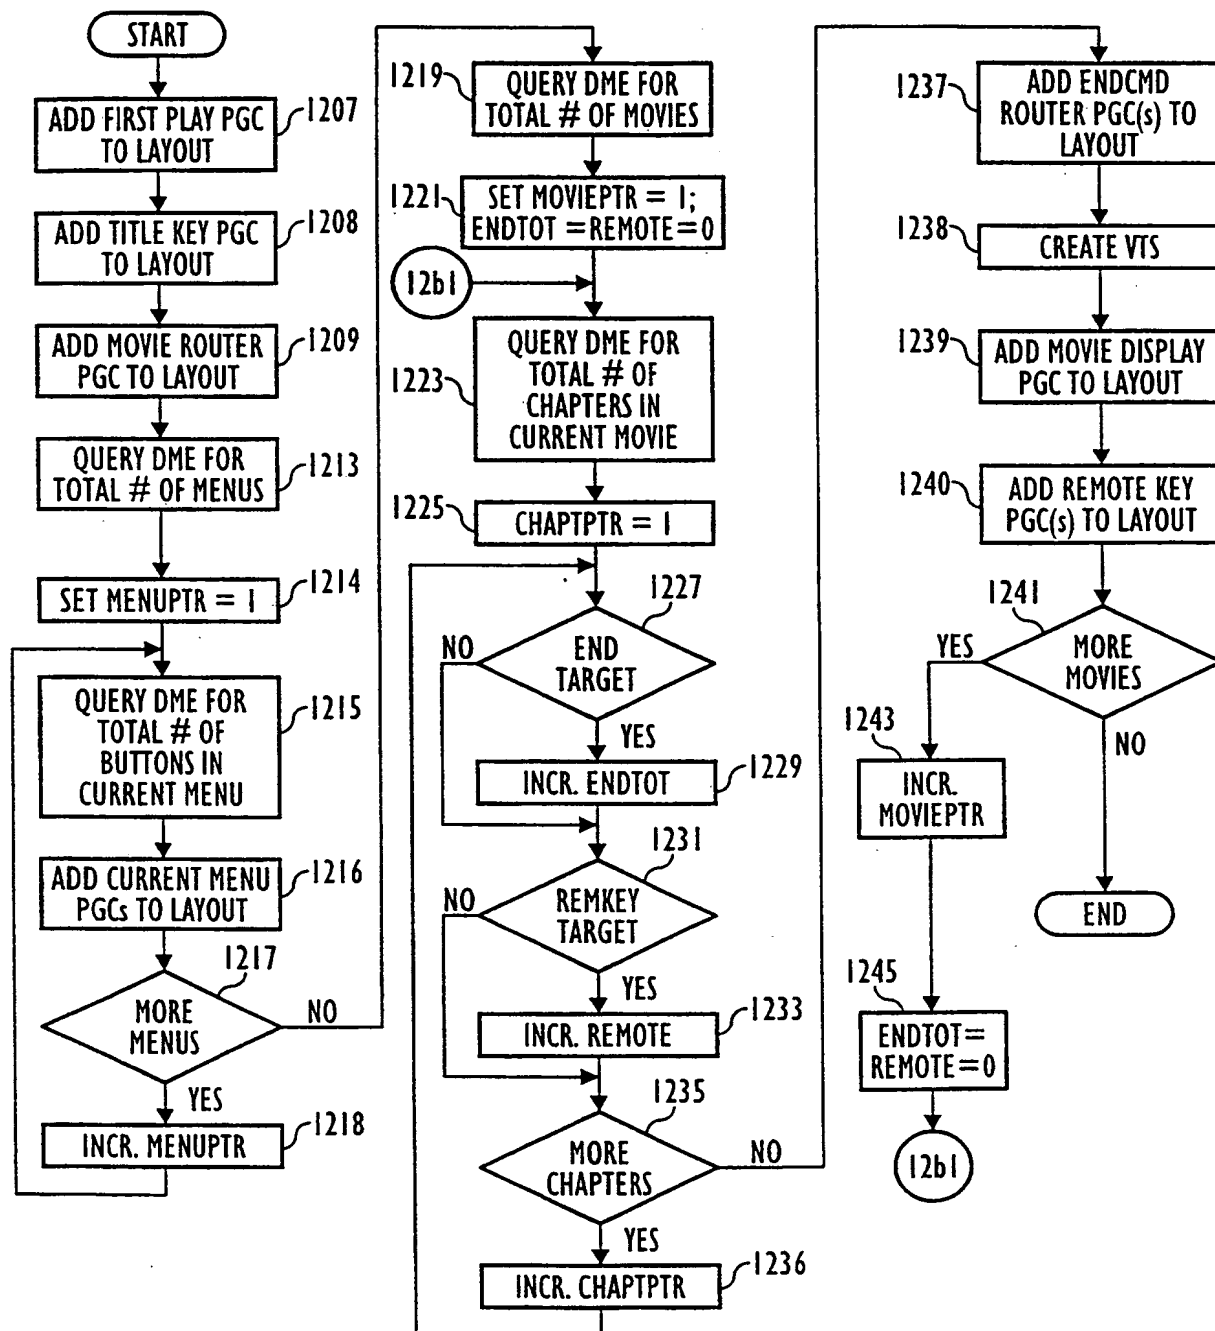 START
ADD FIRST PLAY PGC
TO LAYOUT
1207
ADD TITLE KEY PGC
TO LAYOUT
1208
ADD MOVIE ROUTER
PGC TO LAYOUT
1209
QUERY DME FOR
TOTAL # OF MENUS
1213
SET MENUPTR = 1
1214
QUERY DME FOR
TOTAL # OF
BUTTONS IN
CURRENT MENU
1215
ADD CURRENT MENU
PGCs TO LAYOUT
1216
1217
MORE
MENUS
NO
YES
INCR. MENUPTR
1218
1219
QUERY DME FOR
TOTAL # OF MOVIES
1221
SET MOVIEPTR = 1;
ENDTOT =REMOTE=0
12b1
1223
QUERY DME FOR
TOTAL # OF
CHAPTERS IN
CURRENT MOVIE
1225
CHAPTPTR = 1
1227
NO
END
TARGET
YES
INCR. ENDTOT
1229
1231
NO
REMKEY
TARGET
YES
INCR. REMOTE
1233
1235
MORE
CHAPTERS
NO
YES
INCR. CHAPTPTR
1236
1237
ADD ENDCMD
ROUTER PGC(s) TO
LAYOUT
1238
CREATE VTS
1239
ADD MOVIE DISPLAY
PGC TO LAYOUT
1240
ADD REMOTE KEY
PGC(s) TO LAYOUT
1241
YES
MORE
MOVIES
NO
1243
INCR.
MOVIEPTR
END
1245
ENDTOT=
REMOTE=0
12b1